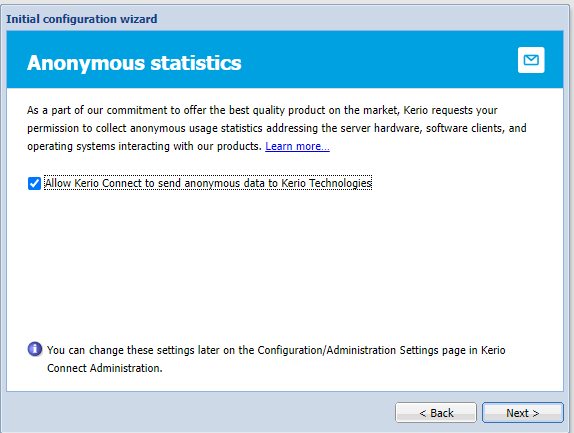 Initial configuration wizard
Anonymous statistics
As a part of our commitment to offer the best quality product on the market, Kerio requests your
permission to collect anonymous usage statistics addressing the server hardware, software clients, and
operating systems interacting with our products. Learn more...
Allow Kerio Connect to send anonymous data to Kerio Technologies
You can change these settings later on the Configuration/Administration Settings page in Kerio
Connect Administration.
< Back Next >